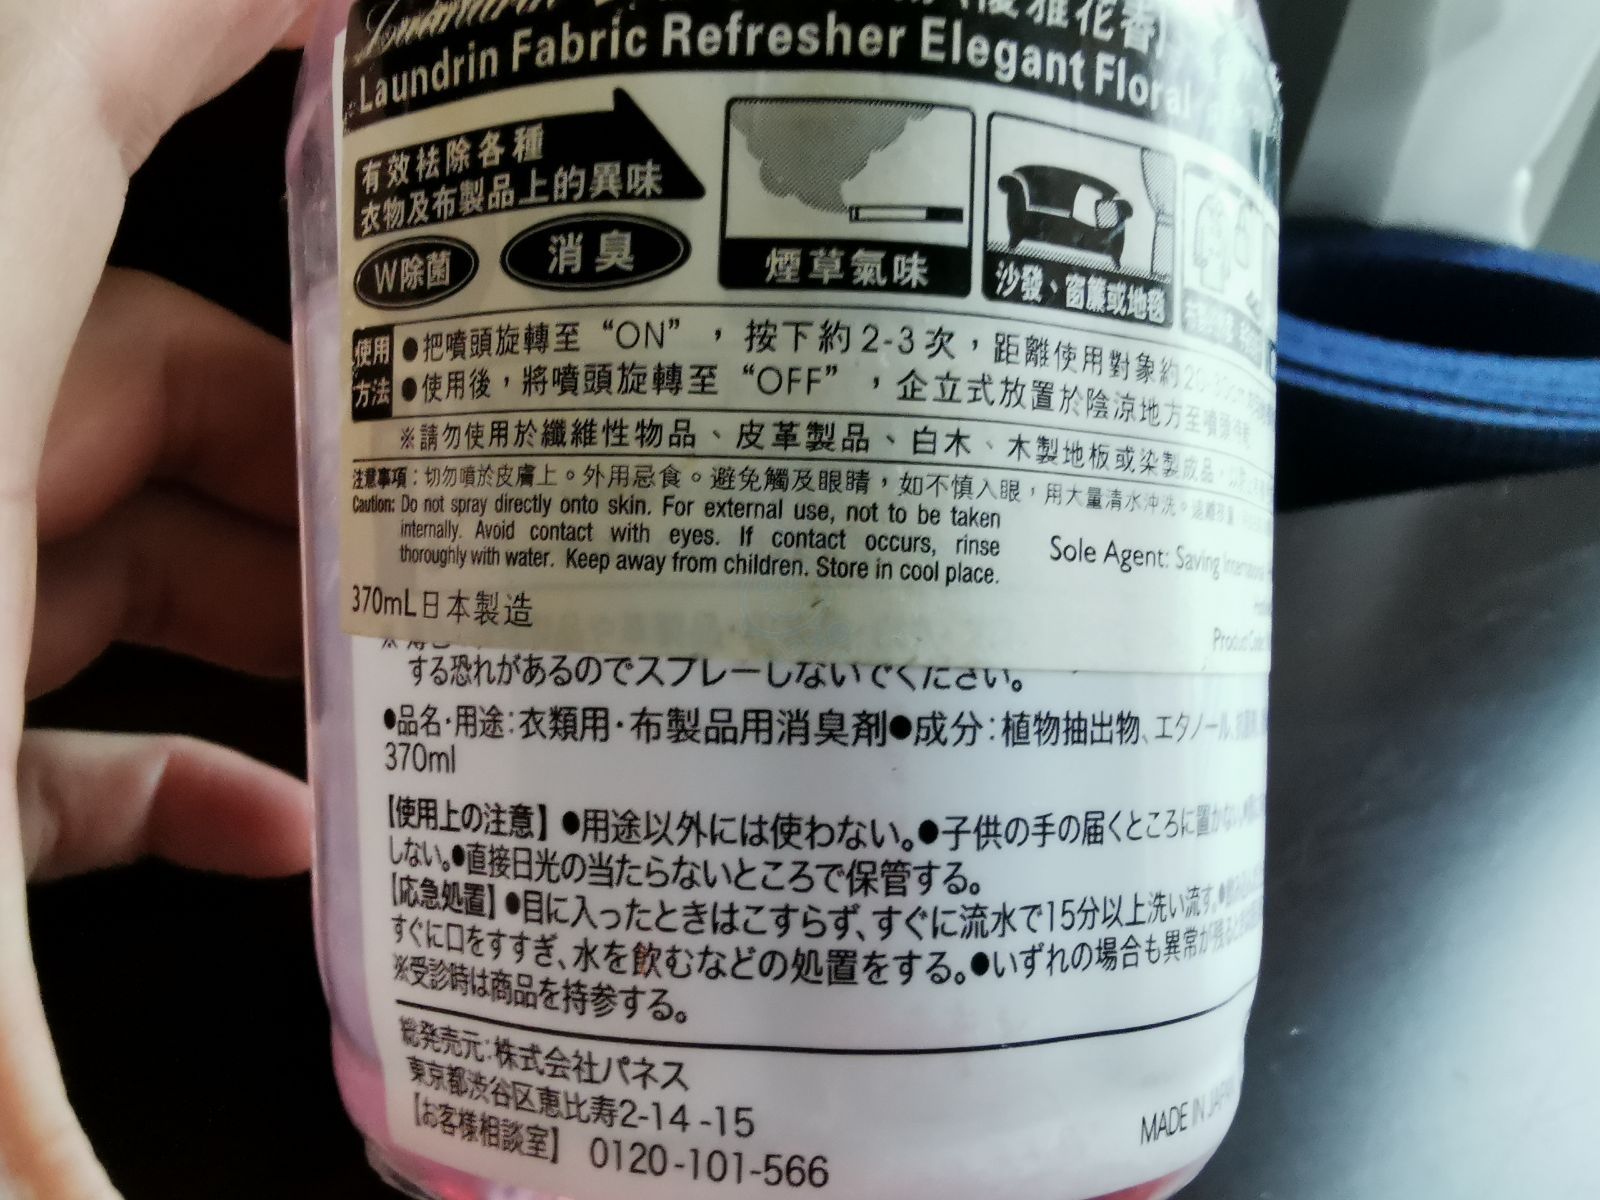 Laundrin
Laundrin Fabric Refresher Elegant Floral
有效祛除各種
衣物及布製品上的異味
W除菌
消臭
煙草氣味
沙發、窗簾或地毯
使用
方法
●把噴頭旋轉至“ON”，按下約2-3次，距離使用對象約
●使用後，將噴頭旋轉至“OFF”，企立式放置於陰涼地方至噴頭
※請勿使用於纖維性物品、皮革製品、白木、木製地板或染製成品
注意事項：切勿噴於皮膚上。外用忌食。避免觸及眼睛，如不慎入眼，用大量清水沖洗。遠離
Caution: Do not spray directly onto skin. For external use, not to be taken
internally. Avoid contact with eyes. If contact occurs, rinse
thoroughly with water. Keep away from children. Store in cool place.
Sole Agent: Saving
370mL日本製造
Product Code:
する恐れがあるのでスプレーしないでください。
●品名・用途：衣類用・布製品用消臭剤●成分：植物抽出物、エタノール、
370ml
【使用上の注意】●用途以外には使わない。●子供の手の届くところに置かない。
しない。●直接日光の当たらないところで保管する。
【応急処置】●目に入ったときはこすらず、すぐに流水で15分以上洗い流す。
すぐに口をすすぎ、水を飲むなどの処置をする。●いずれの場合も異常が残るときは
※受診時は商品を持参する。
総発売元：株式会社パネス
東京都渋谷区恵比寿2-14-15
【お客様相談室】 0120-101-566
MADE IN JAPAN